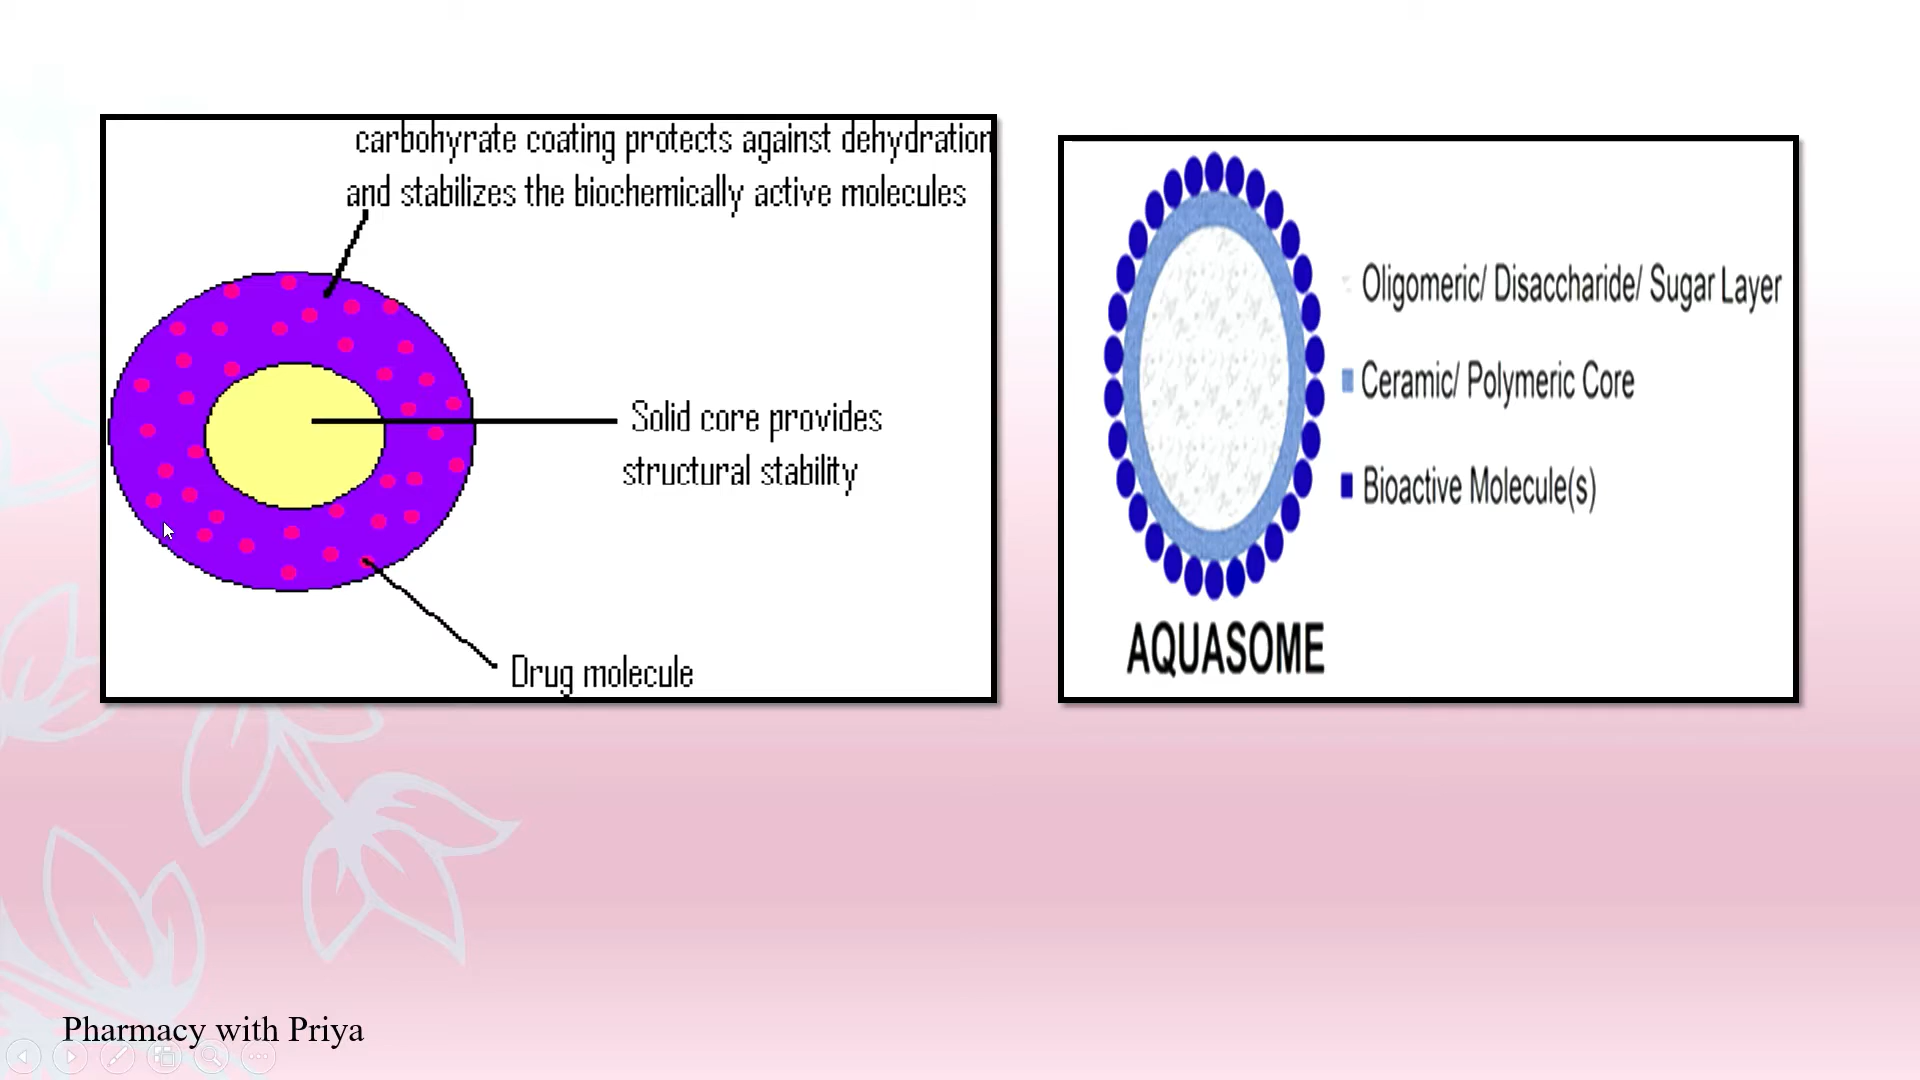 carbohyrate coating protects against dehydration
and stabilizes the biochemically active molecules
Solid core provides
structural stability
Drug molecule
Oligomeric/ Disaccharide/ Sugar Layer
Ceramic/ Polymeric Core
Bioactive Molecule(s)
AQUASOME
Pharmacy with Priya